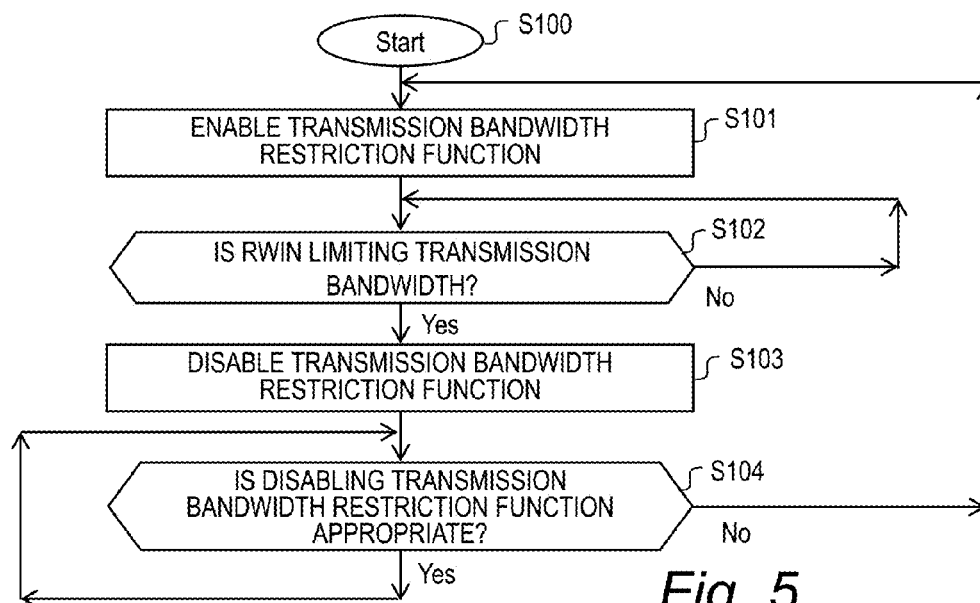 Start
S100
ENABLE TRANSMISSION BANDWIDTH
RESTRICTION FUNCTION
S101
IS RWIN LIMITING TRANSMISSION
BANDWIDTH?
S102
No
Yes
DISABLE TRANSMISSION BANDWIDTH
RESTRICTION FUNCTION
S103
IS DISABLING TRANSMISSION
BANDWIDTH RESTRICTION FUNCTION
APPROPRIATE?
S104
No
Yes
Fig. 5